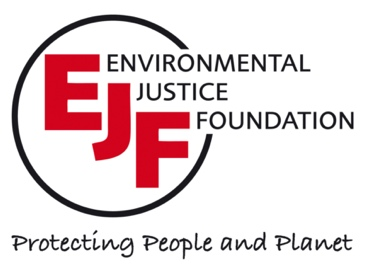 EJF
ENVIRONMENTAL
JUSTICE
FOUNDATION
Protecting People and Planet